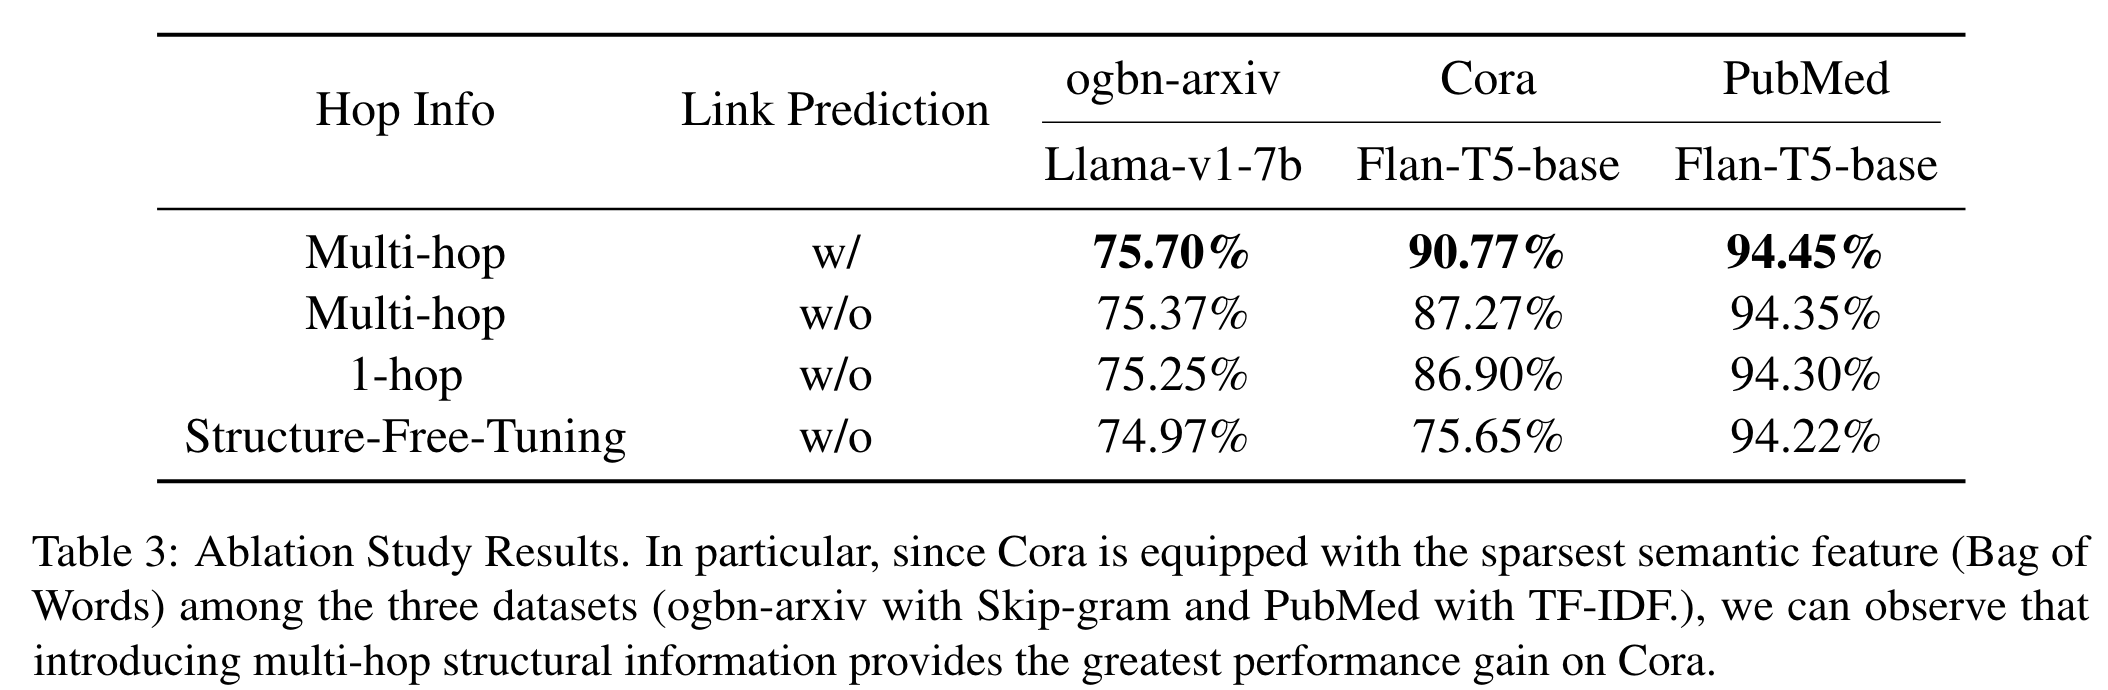 Hop Info Link Prediction ogbn-arxiv Cora PubMed
Llama-v1-7b Flan-T5-base Flan-T5-base
Multi-hop w/ 75.70% 90.77% 94.45%
Multi-hop w/o 75.37% 87.27% 94.35%
1-hop w/o 75.25% 86.90% 94.30%
Structure-Free-Tuning w/o 74.97% 75.65% 94.22%
Table 3: Ablation Study Results. In particular, since Cora is equipped with the sparsest semantic feature (Bag of
Words) among the three datasets (ogbn-arxiv with Skip-gram and PubMed with TF-IDF.), we can observe that
introducing multi-hop structural information provides the greatest performance gain on Cora.